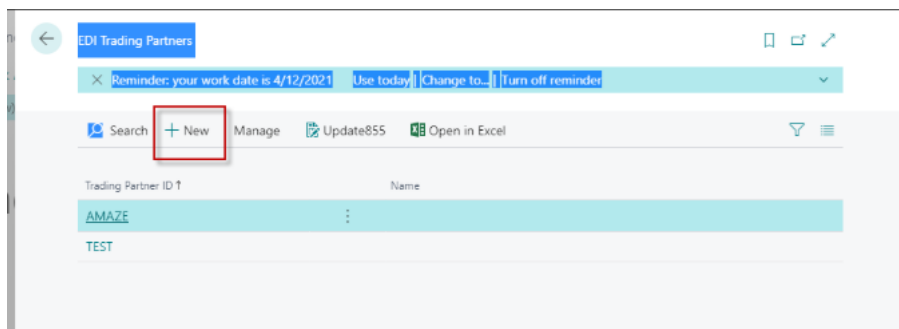 EDI Trading Partners
Reminder: your work date is 4/12/2021 Use today | Change to... | Turn off reminder
Search + New Manage Update855 Open in Excel
Trading Partner ID ↑ Name
AMAZE
TEST